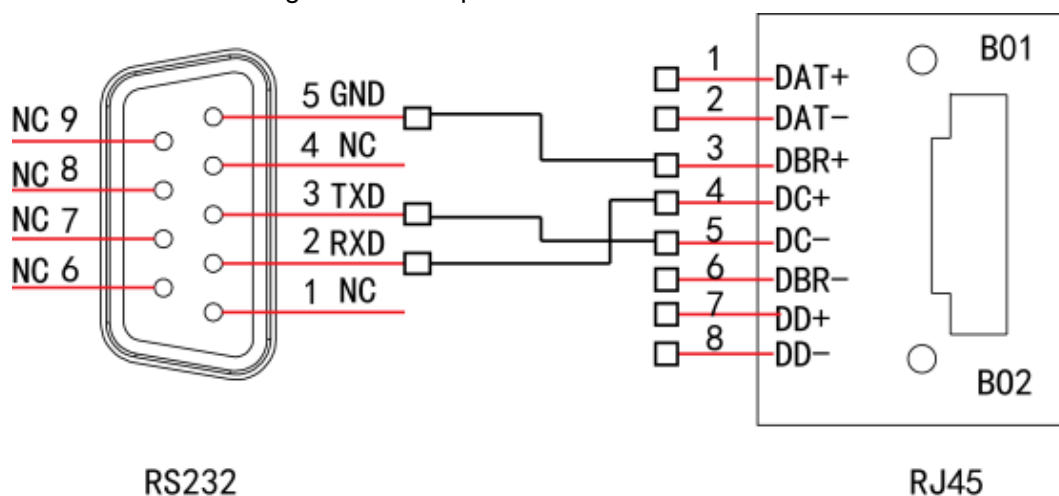 NC 9
NC 8
NC 7
NC 6
5 GND
4 NC
3 TXD
2 RXD
1 NC
1 DAT+
2 DAT-
3 DBR+
4 DC+
5 DC-
6 DBR-
7 DD+
8 DD-
B01
B02
RS232
RJ45